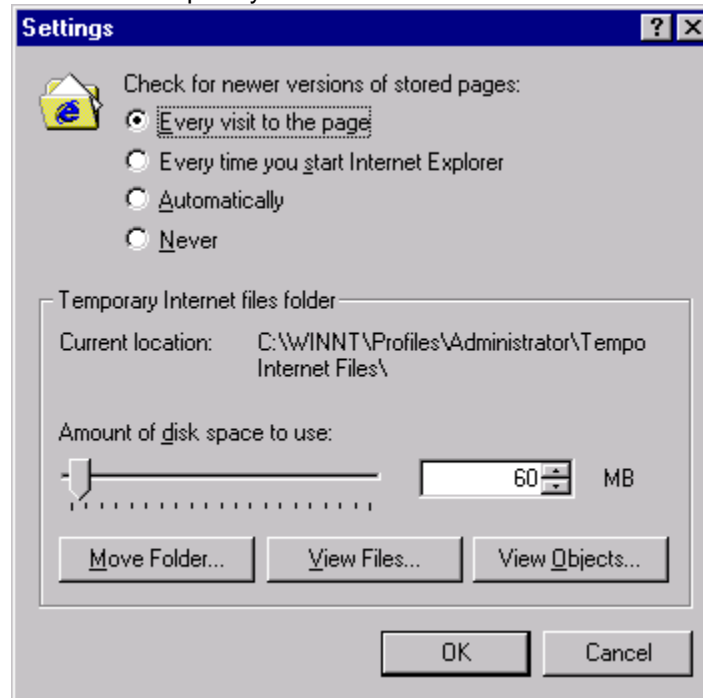 Settings
Check for newer versions of stored pages:
Every visit to the page
Every time you start Internet Explorer
Automatically
Never
Temporary Internet files folder
Current location: C:\WINNT\Profiles\Administrator\Tempo
Internet Files\
Amount of disk space to use:
60 MB
Move Folder... View Files... View Objects...
OK Cancel